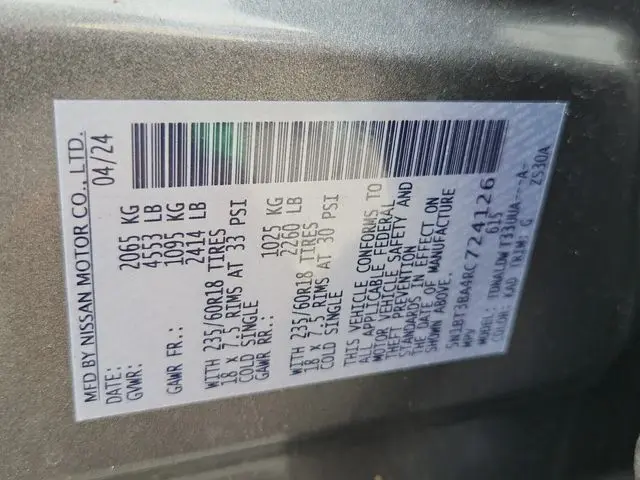 MFD BY NISSAN MOTOR CO., LTD.
DATE: 04/24
GVWR: 2065 KG
4553 LB
GAWR FR.: 1095 KG
2414 LB
WITH 235/60R18 TIRES
18 x 7.5 RIMS AT 33 PSI
COLD SINGLE
GAWR RR.: 1025 KG
2260 LB
WITH 235/60R18 TIRES
18 x 7.5 RIMS AT 30 PSI
COLD SINGLE
THIS VEHICLE CONFORMS TO
ALL APPLICABLE FEDERAL
MOTOR VEHICLE SAFETY AND
THEFT PREVENTION
STANDARDS IN EFFECT ON
THE DATE OF MANUFACTURE
SHOWN ABOVE.
5N1BT3BA4RC724126
MPV 615
MODEL: 
COLOR: KAD TRIM: G ZS30A